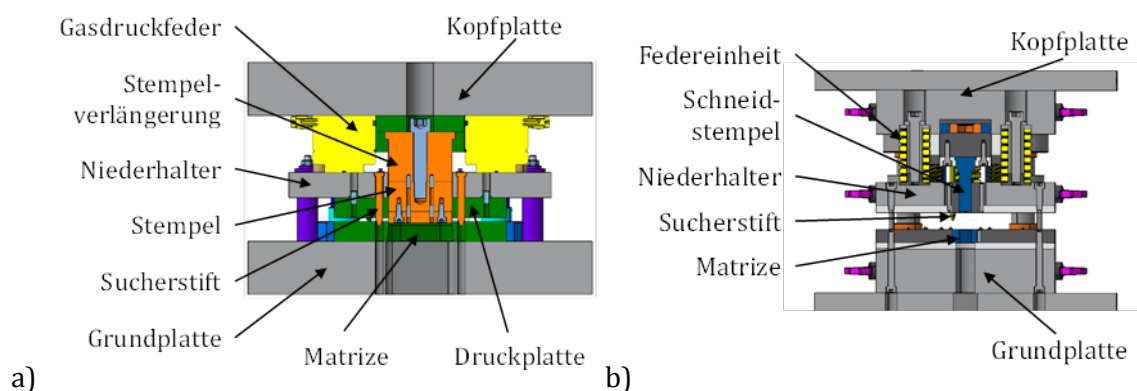 Gasdruckfeder
Kopfplatte
Stempel-
verlängerung
Niederhalter
Stempel
Sucherstift
Grundplatte
Matrize
Druckplatte
a)
Federeinheit
Kopfplatte
Schneid-
stempel
Niederhalter
Sucherstift
Matrize
Grundplatte
b)